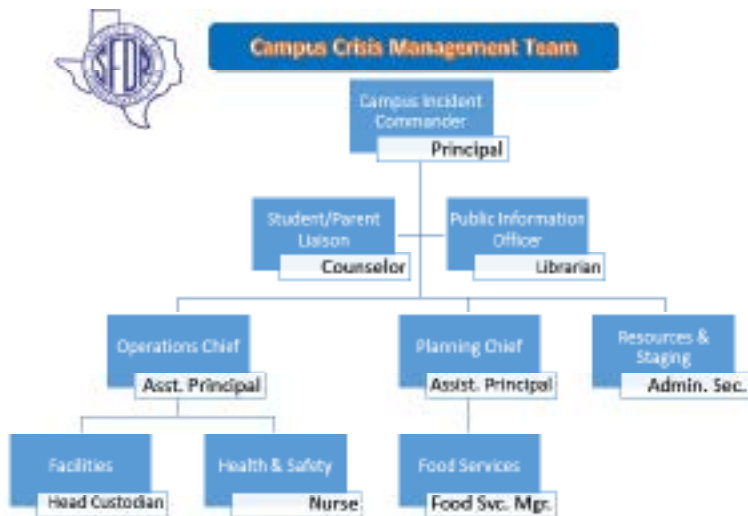 SFDR
Campus Crisis Management Team
Campus Incident
Commander
Principal
Student/Parent
Liaison
Counselor
Public Information
Officer
Librarian
Operations Chief
Asst. Principal
Planning Chief
Assist. Principal
Resources &
Staging
Admin. Sec.
Facilities
Head Custodian
Health & Safety
Nurse
Food Services
Food Svc. Mgr.